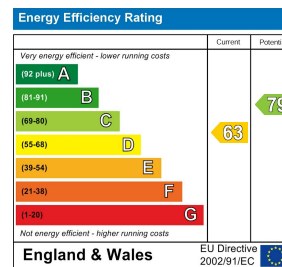 Energy Efficiency Rating
Current
Very energy efficient - lower running costs
(92 plus) A
(81-91) B
(69-80) C
(55-68) D
(39-54) E
(21-38) F
(1-20) G
63
Not energy efficient - higher running costs
England & Wales
EU Directive
2002/91/EC